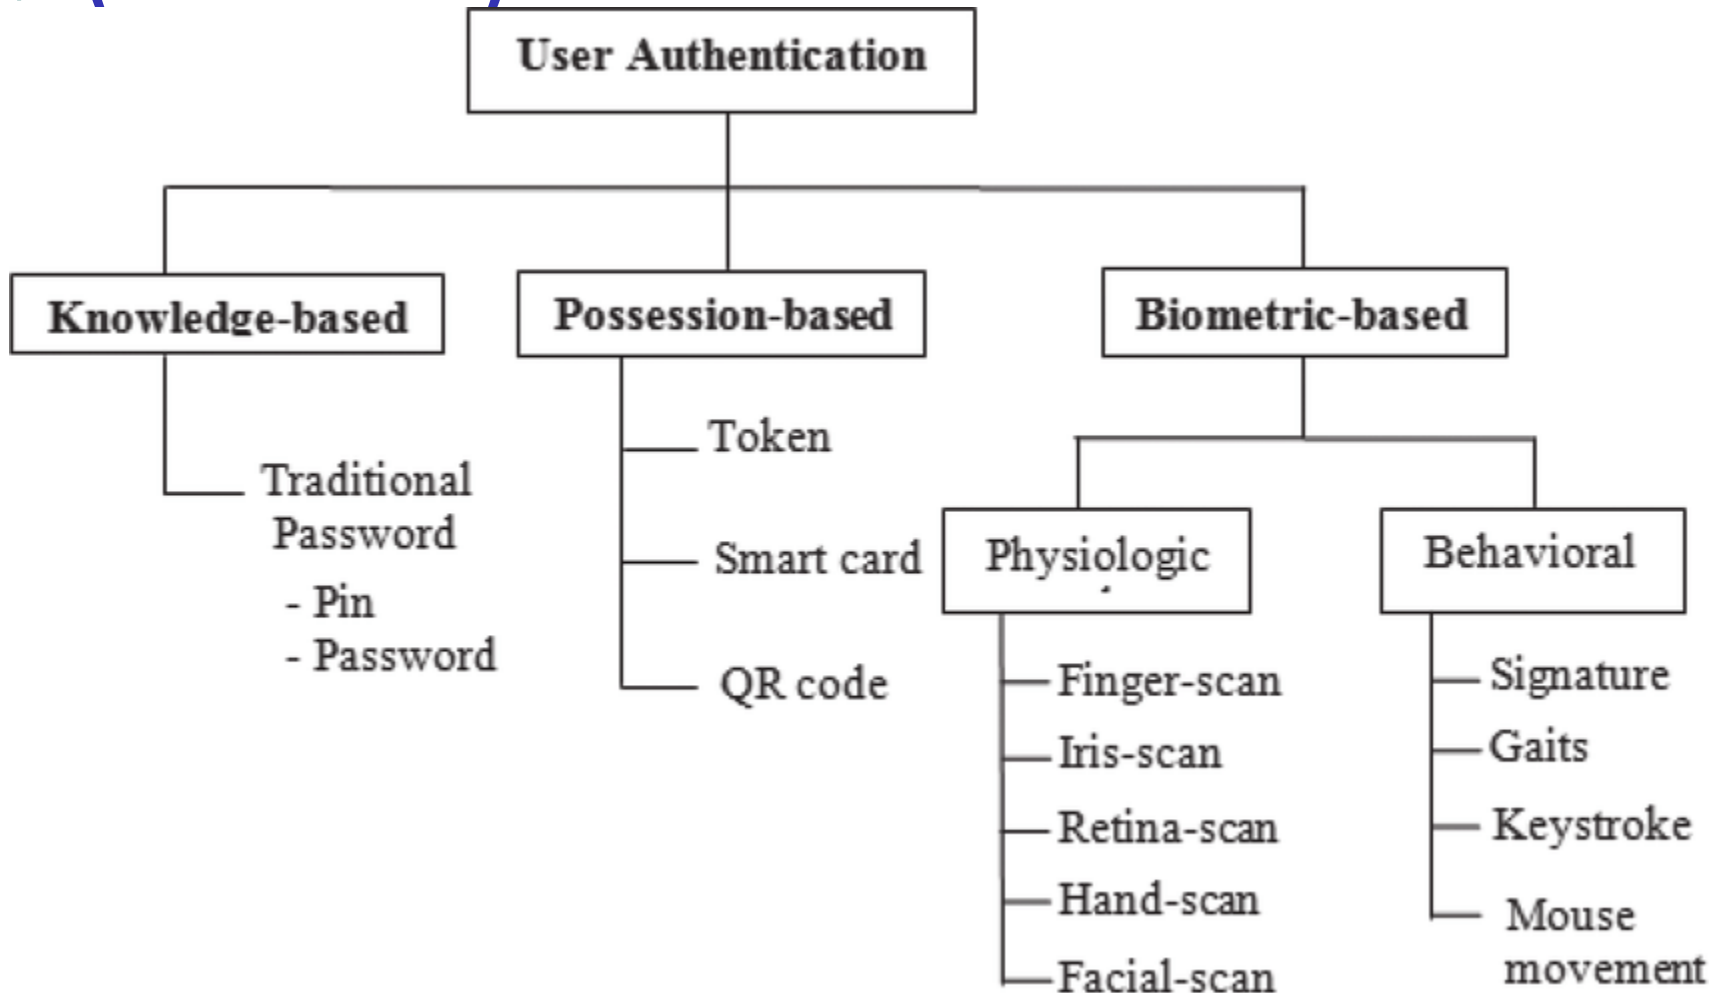 User Authentication
Knowledge-based
Possession-based
Biometric-based
Traditional
Password
- Pin
- Password
Token
Smart card
QR code
Physiologic
Behavioral
Finger-scan
Iris-scan
Retina-scan
Hand-scan
Facial-scan
Signature
Gaits
Keystroke
Mouse
movement